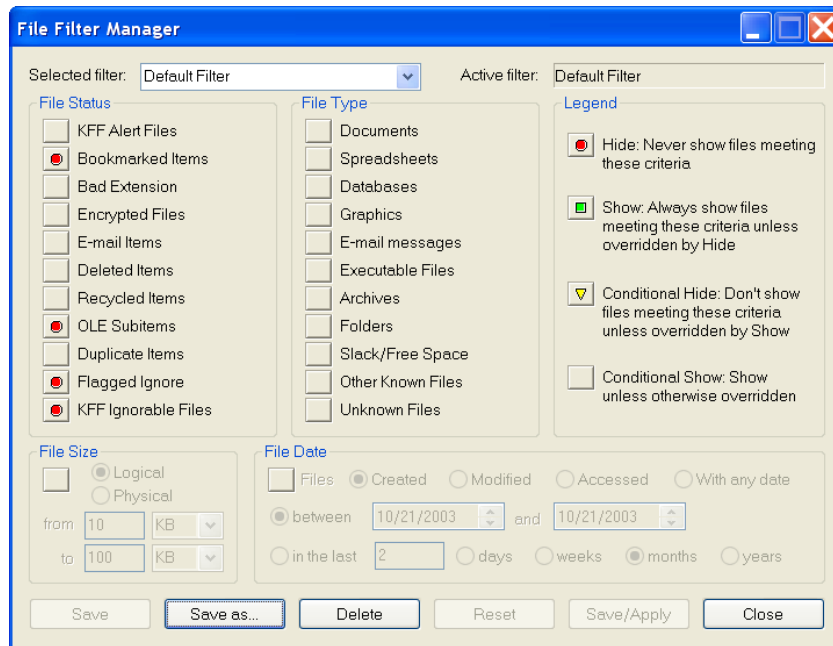 File Filter Manager
Selected filter: Default Filter Active filter: Default Filter
File Status
KFF Alert Files
Bookmarked Items
Bad Extension
Encrypted Files
E-mail Items
Deleted Items
Recycled Items
OLE Subitems
Duplicate Items
Flagged Ignore
KFF Ignorable Files
File Type
Documents
Spreadsheets
Databases
Graphics
E-mail messages
Executable Files
Archives
Folders
Slack/Free Space
Other Known Files
Unknown Files
Legend
Hide: Never show files meeting
these criteria
Show: Always show files
meeting these criteria unless
overridden by Hide
Conditional Hide: Don't show
files meeting these criteria
unless overridden by Show
Conditional Show: Show
unless otherwise overridden
File Size
Logical
Physical
from 10 KB
to 100 KB
File Date
Files Created Modified Accessed With any date
between 10/21/2003 and 10/21/2003
in the last 2 days weeks months years
Save Save as... Delete Reset Save/Apply Close